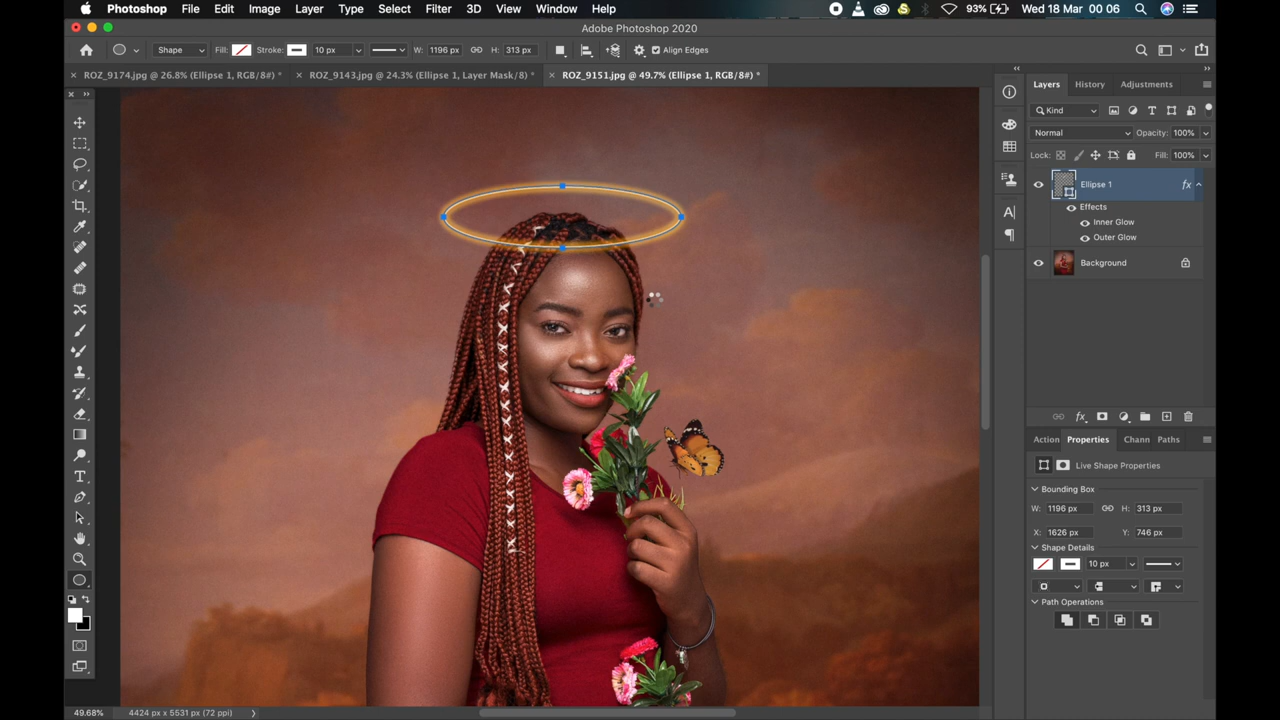 Photoshop File Edit Image Layer Type Select Filter 3D View Window Help 93% Wed 18 Mar 00 06
Adobe Photoshop 2020
Shape Fill: Stroke: 10 px W: 1196 px H: 313 px Align Edges
ROZ_9174.jpg @ 26.8% (Ellipse 1, RGB/8#) * ROZ_9143.jpg @ 24.3% (Ellipse 1, Layer Mask/8) * ROZ_9151.jpg @ 49.7% (Ellipse 1, RGB/8#) *
Layers History Adjustments
Kind
Normal Opacity: 100%
Lock: Fill: 100%
Ellipse 1 fx
Effects
Inner Glow
Outer Glow
Background
fx
Action Properties Chann Paths
Live Shape Properties
Bounding Box
W: 1196 px H: 313 px
X: 1626 px Y: 746 px
Shape Details
10 px
Path Operations
49.68% 4424 px x 5531 px (72 ppi)